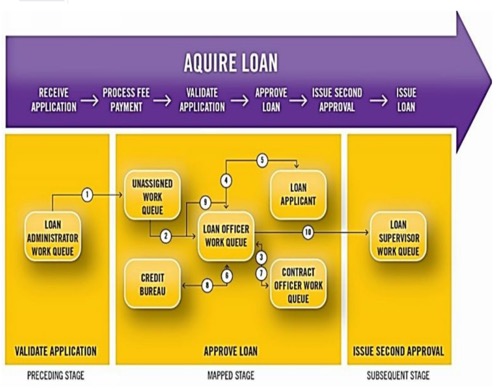 AQUIRE LOAN
RECEIVE
APPLICATION
PROCESS FEE
PAYMENT
VALIDATE
APPLICATION
APPROVE
LOAN
ISSUE SECOND
APPROVAL
ISSUE
LOAN
1
UNASSIGNED
WORK
QUEUE
9
4
5
LOAN
APPLICANT
LOAN
ADMINISTRATOR
WORK QUEUE
2
LOAN OFFICER
WORK QUEUE
10
LOAN
SUPERVISOR
WORK QUEUE
CREDIT
BUREAU
8
6
3
7
CONTRACT
OFFICER WORK
QUEUE
VALIDATE APPLICATION
APPROVE LOAN
ISSUE SECOND APPROVAL
PRECEDING STAGE
MAPPED STAGE
SUBSEQUENT STAGE